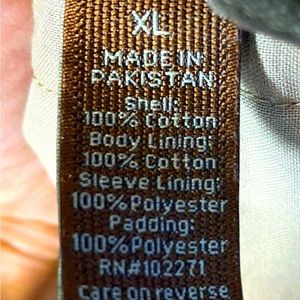 XL
MADE IN
PAKISTAN
Shell:
100% Cotton
Body Lining:
100% Cotton
Sleeve Lining:
100% Polyester
Padding:
100% Polyester
RN#102271
Care on reverse